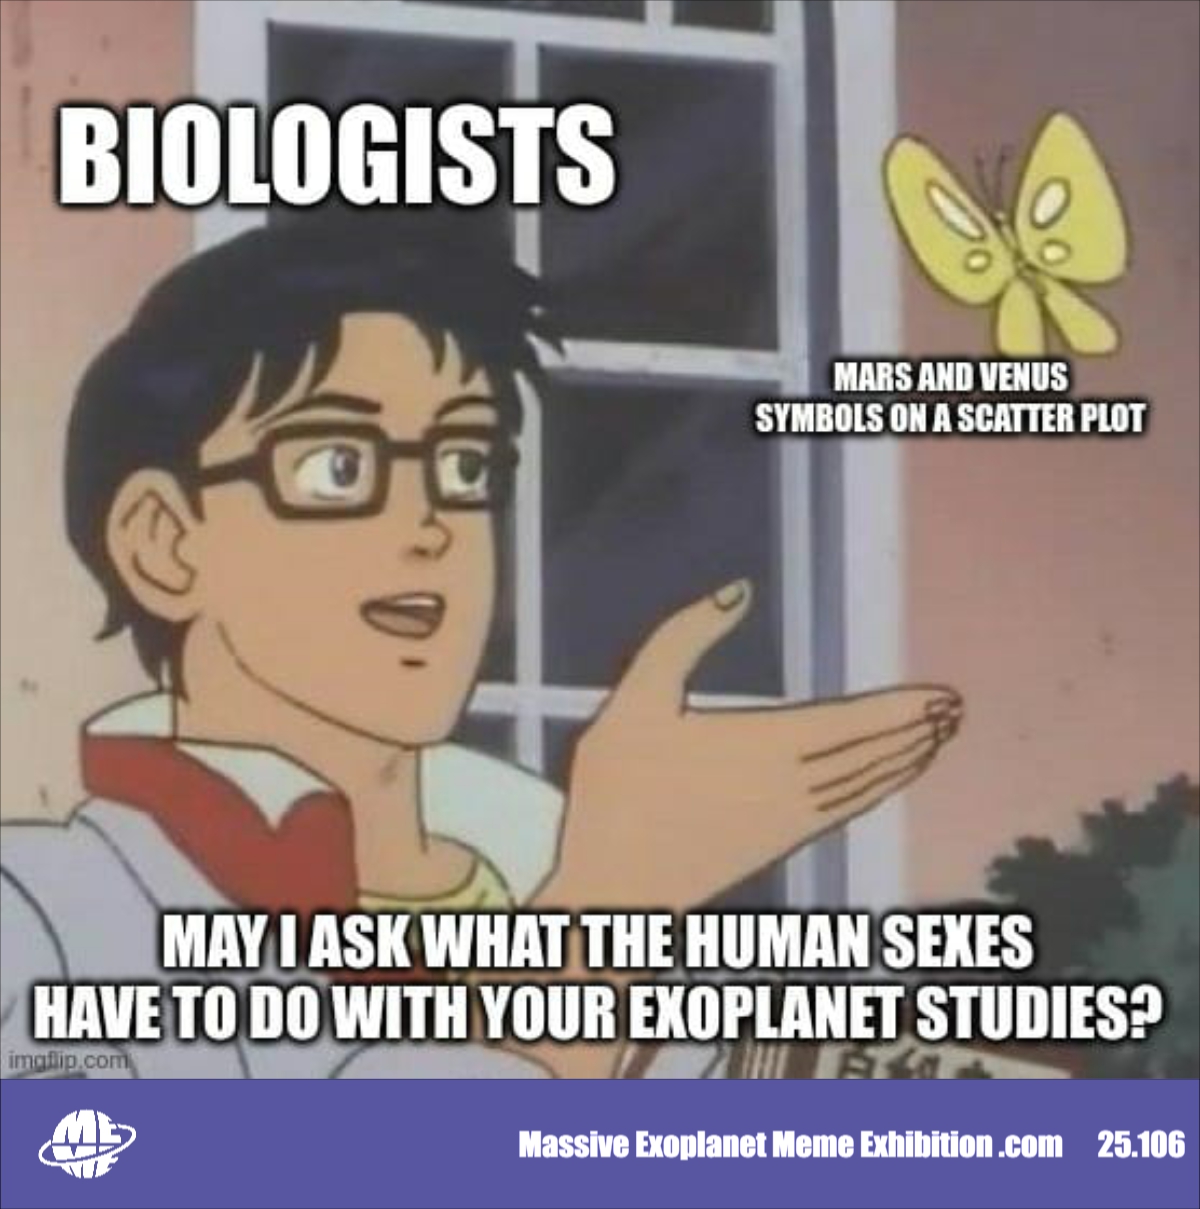 BIOLOGISTS
MARS AND VENUS
SYMBOLS ON A SCATTER PLOT
MAY I ASK WHAT THE HUMAN SEXES
HAVE TO DO WITH YOUR EXOPLANET STUDIES?
imgflip.com
Massive Exoplanet Meme Exhibition .com 25.106